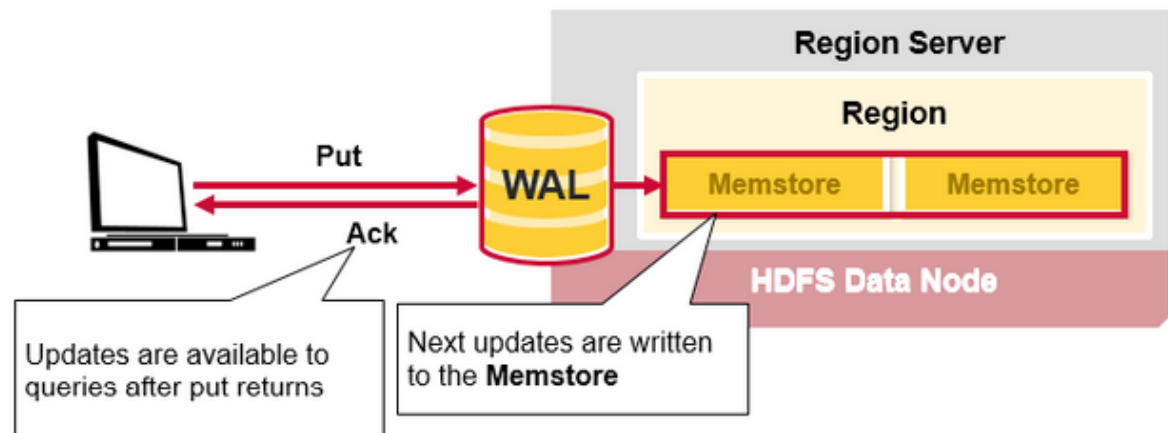 Region Server
Region
Put
WAL
Memstore
Memstore
Ack
HDFS Data Node
Updates are available to
queries after put returns
Next updates are written
to the Memstore